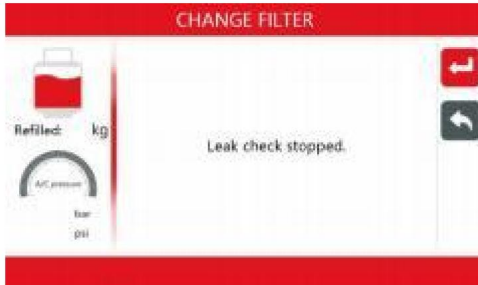 CHANGE FILTER
Refilled: kg
A/C pressure
bar
psi
Leak check stopped.